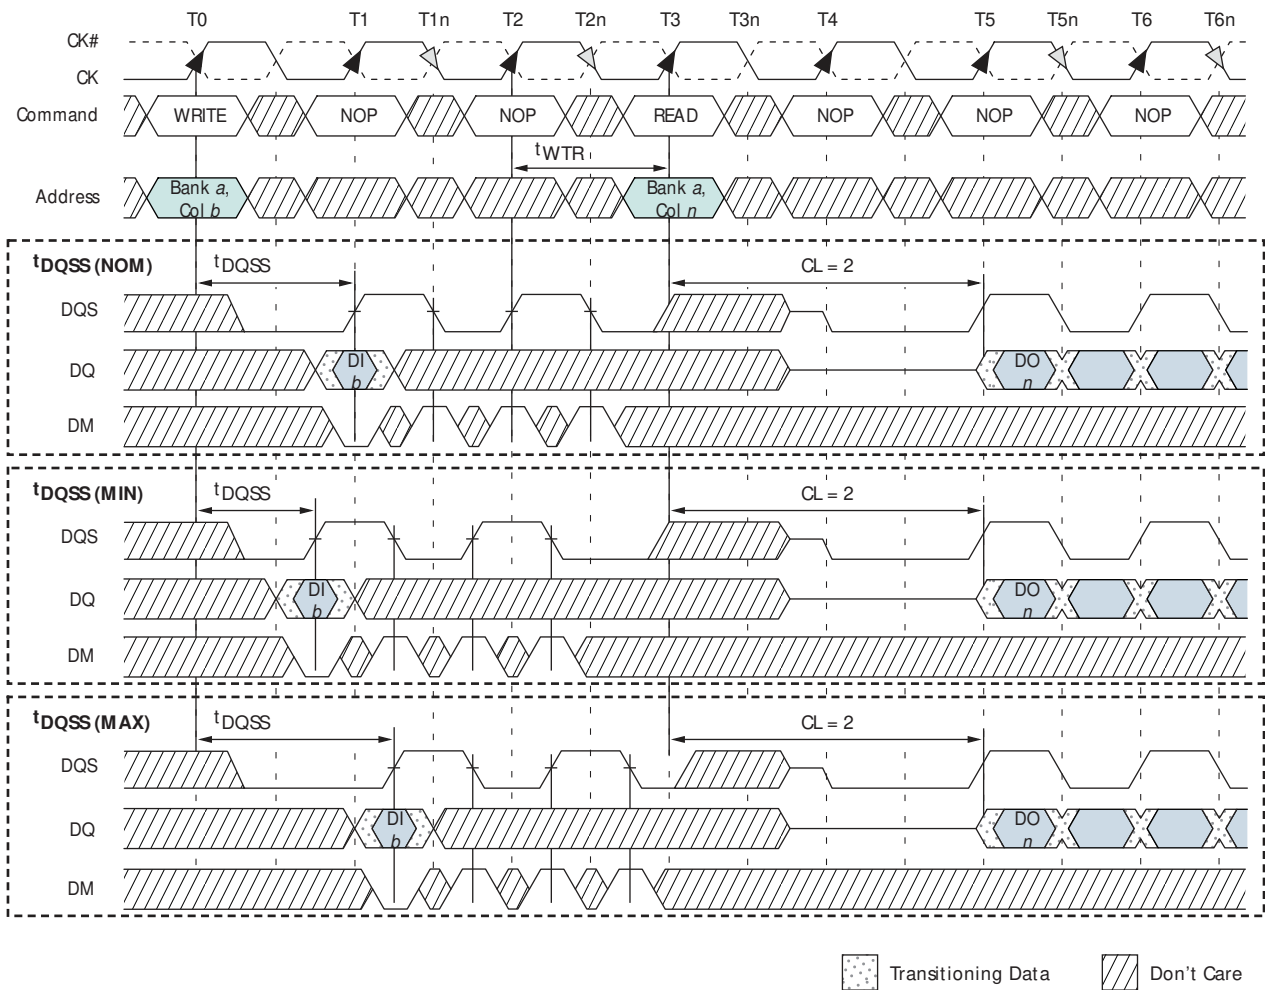 T0 T1 T1n T2 T2n T3 T3n T4 T5 T5n T6 T6n
CK#
CK
Command WRITE NOP NOP READ NOP NOP NOP
tWTR
Address Bank a, Col b Bank a, Col n
tDQSS (NOM) tDQSS CL = 2
DQS
DQ DI b DO n
DM
tDQSS (MIN) tDQSS CL = 2
DQS
DQ DI b DO n
DM
tDQSS (MAX) tDQSS CL = 2
DQS
DQ DI b DO n
DM
Transitioning Data Don't Care